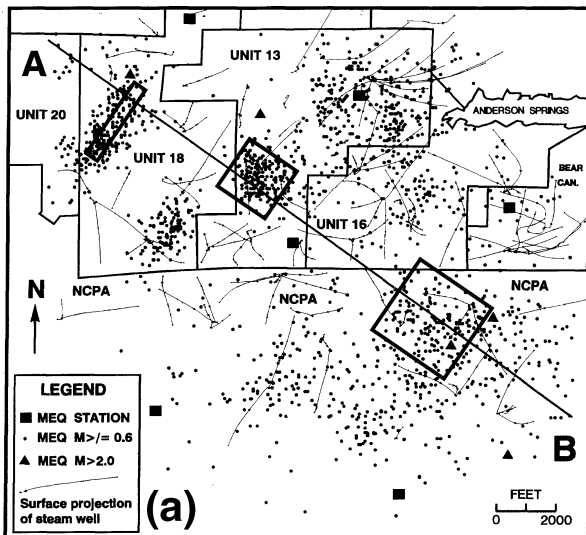 UNIT 13
A
UNIT 20
ANDERSON SPRINGS
UNIT 18
BEAR
CAN.
UNIT 16
N
NCPA
NCPA
NCPA
LEGEND
MEQ STATION
MEQ M>/= 0.6
MEQ M>2.0
Surface projection
of steam well
(a)
B
FEET
0 2000